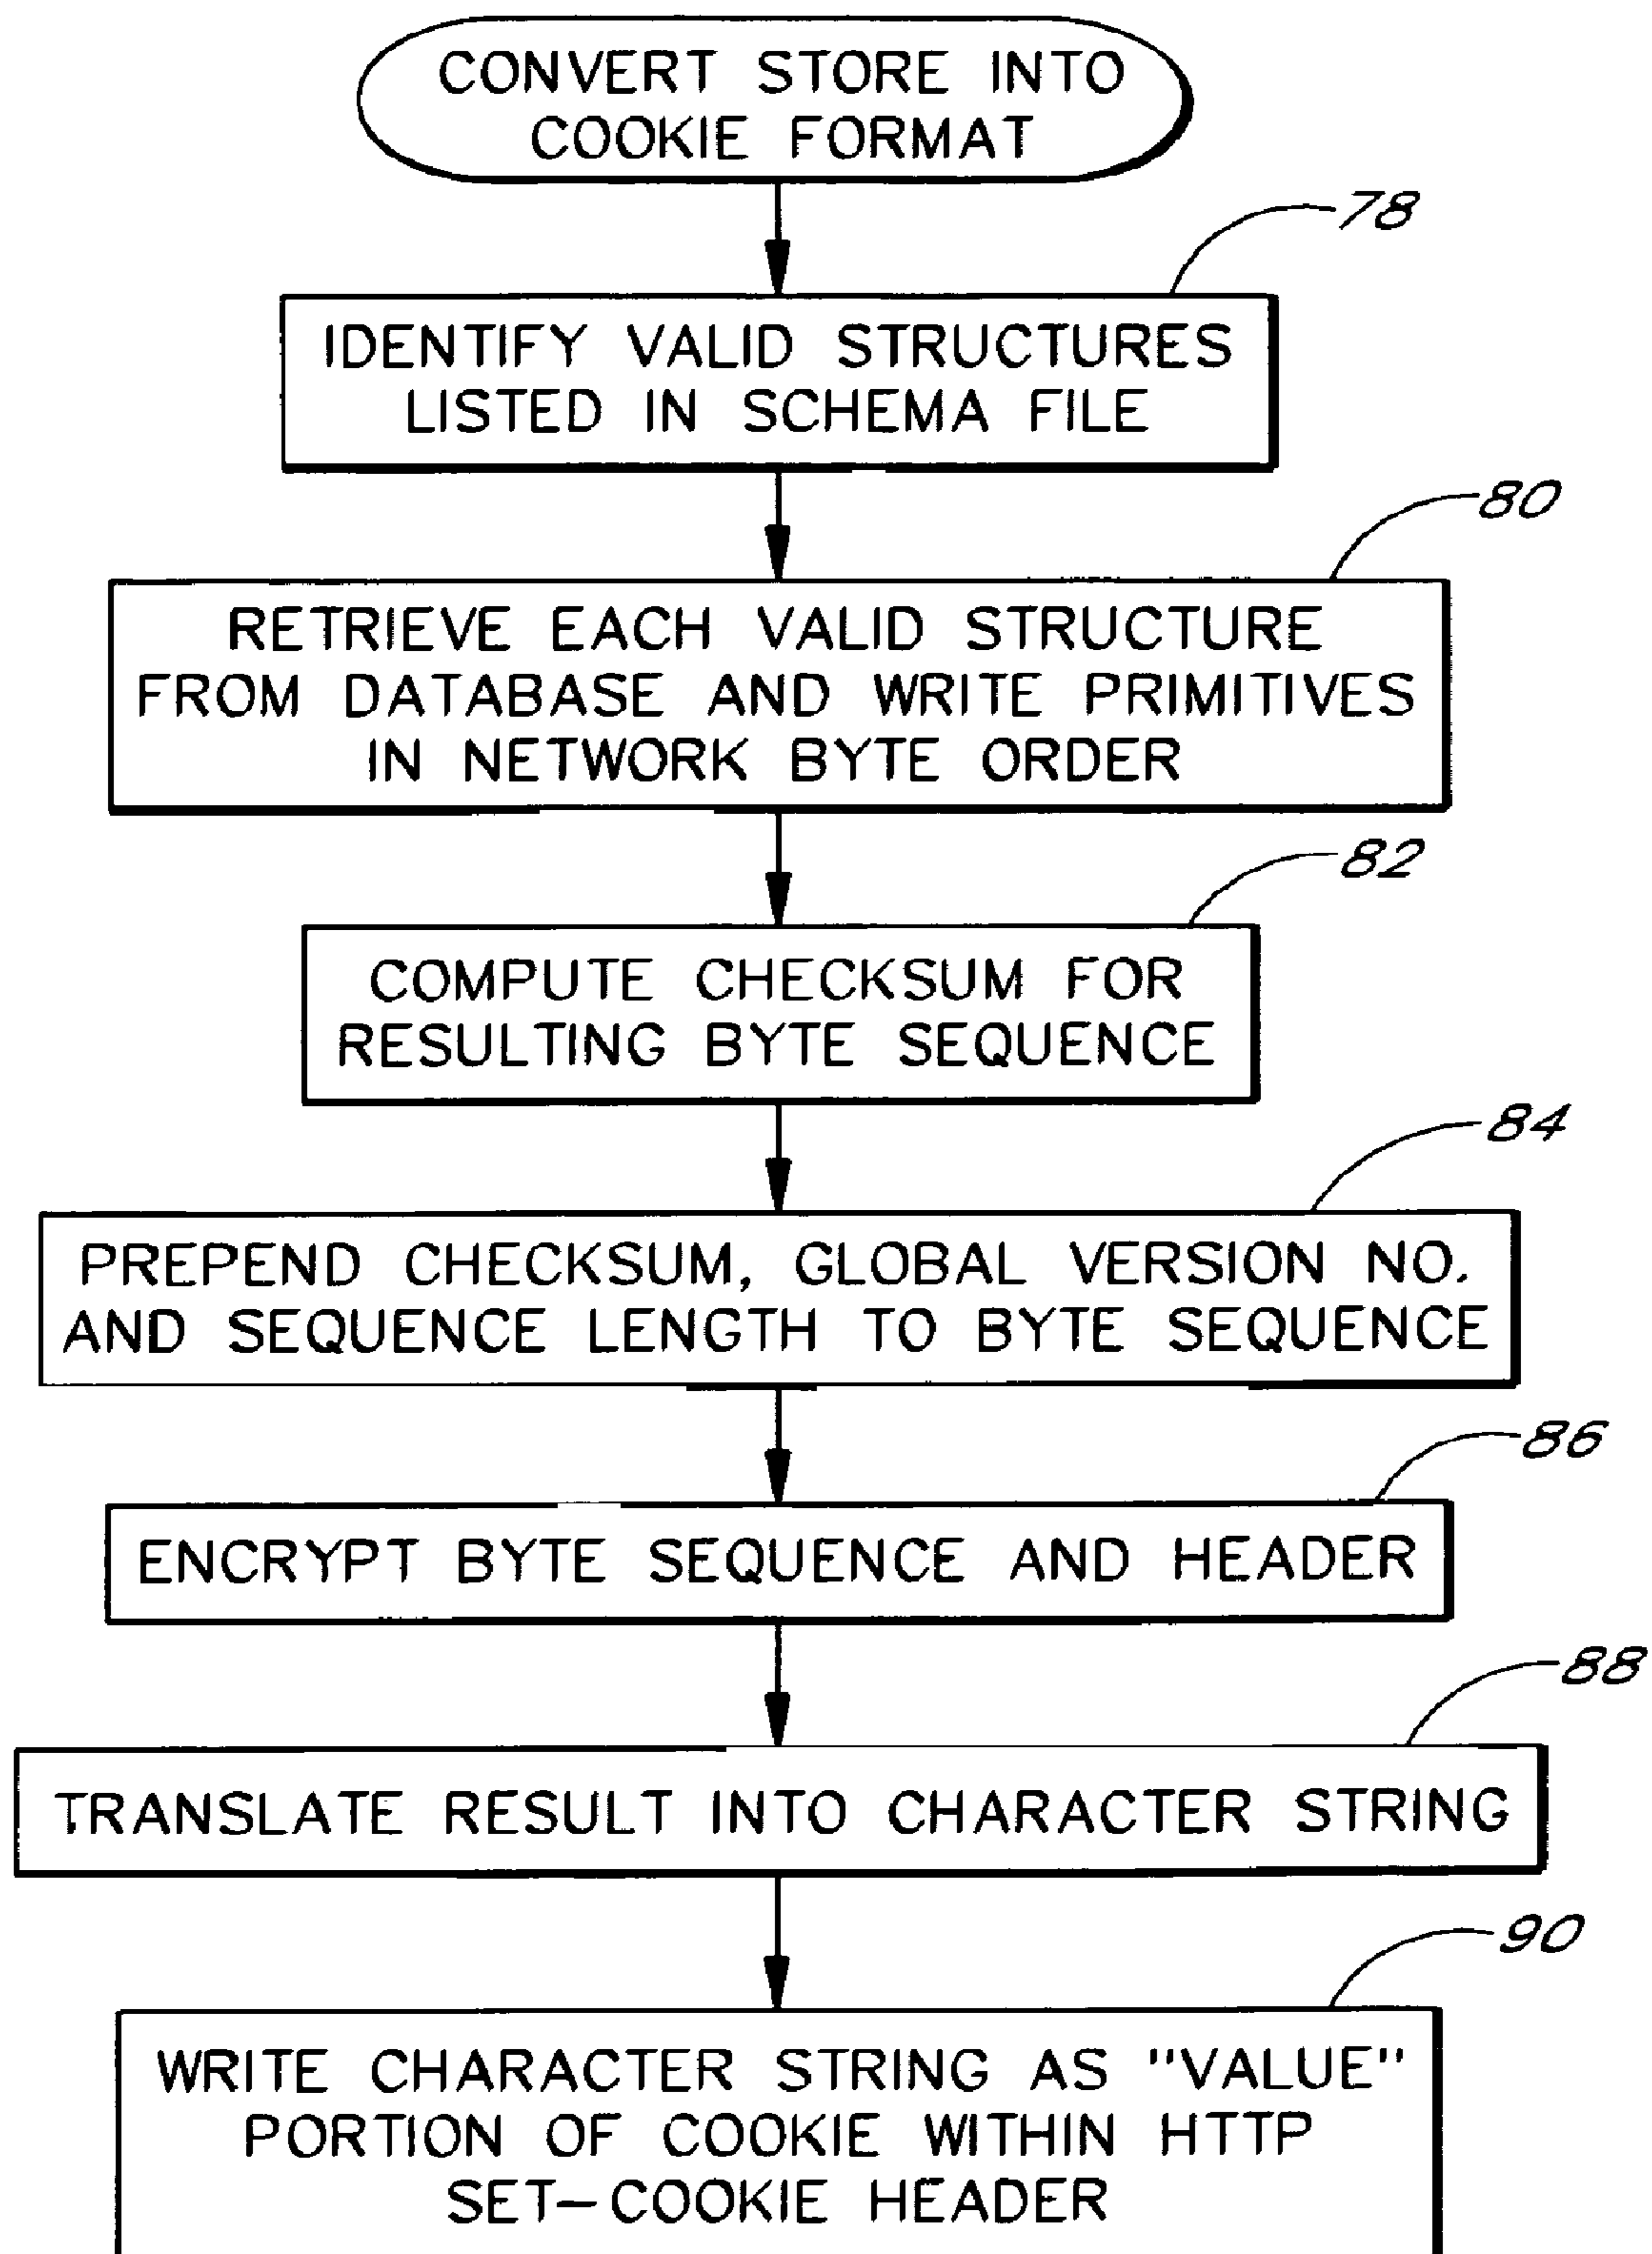 CONVERT STORE INTO
COOKIE FORMAT
78
IDENTIFY VALID STRUCTURES
LISTED IN SCHEMA FILE
80
RETRIEVE EACH VALID STRUCTURE
FROM DATABASE AND WRITE PRIMITIVES
IN NETWORK BYTE ORDER
82
COMPUTE CHECKSUM FOR
RESULTING BYTE SEQUENCE
84
PREPEND CHECKSUM, GLOBAL VERSION NO.
AND SEQUENCE LENGTH TO BYTE SEQUENCE
86
ENCRYPT BYTE SEQUENCE AND HEADER
88
TRANSLATE RESULT INTO CHARACTER STRING
90
WRITE CHARACTER STRING AS "VALUE"
PORTION OF COOKIE WITHIN HTTP
SET-COOKIE HEADER